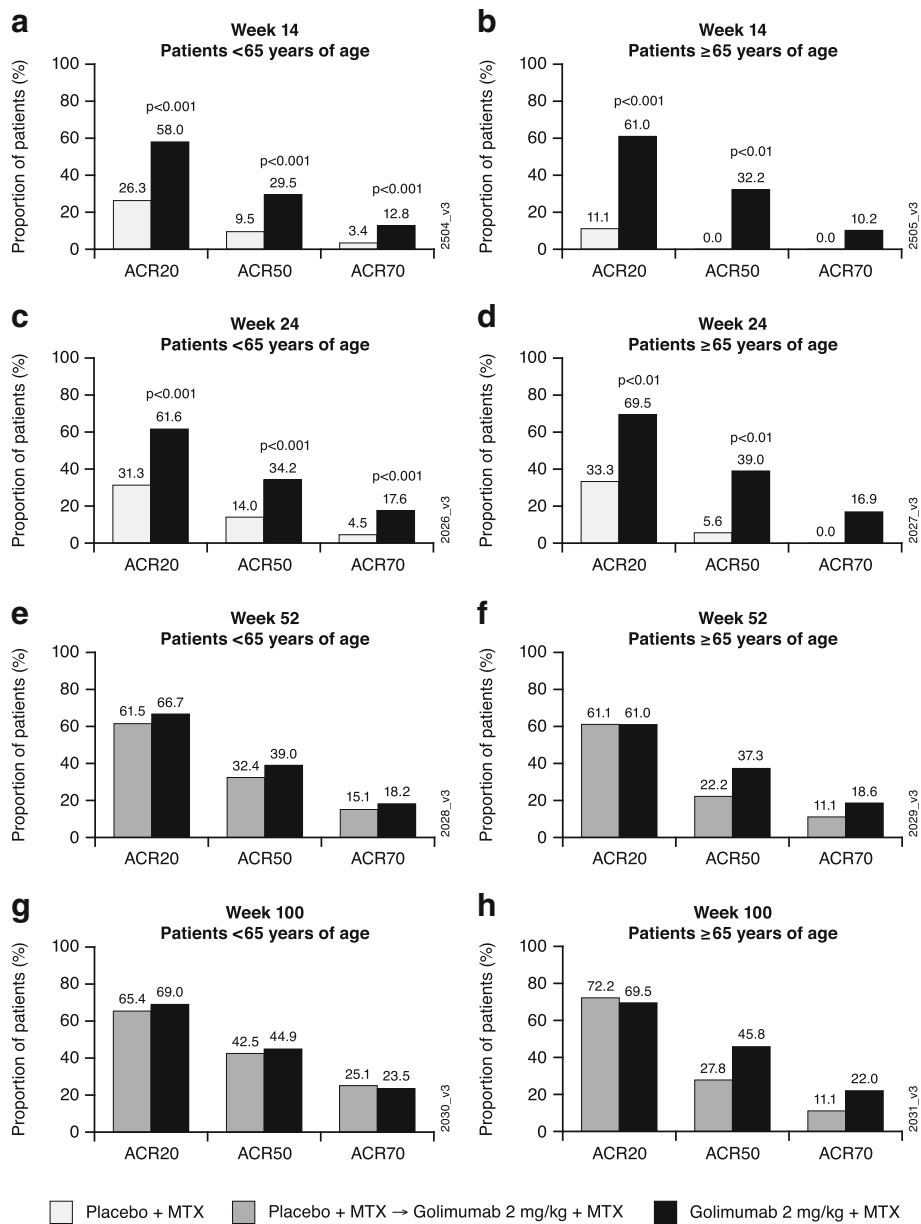 a
Week 14
Patients <65 years of age
Proportion of patients (%)
100
80
60
40
20
0
p<0.001
26.3
58.0
p<0.001
9.5
29.5
p<0.001
3.4
12.8
ACR20 ACR50 ACR70
2504_v3
b
Week 14
Patients ≥65 years of age
Proportion of patients (%)
100
80
60
40
20
0
p<0.001
11.1
61.0
p<0.01
0.0
32.2
0.0
10.2
ACR20 ACR50 ACR70
2505_v3
c
Week 24
Patients <65 years of age
Proportion of patients (%)
100
80
60
40
20
0
p<0.001
31.3
61.6
p<0.001
14.0
34.2
p<0.001
4.5
17.6
ACR20 ACR50 ACR70
2026_v3
d
Week 24
Patients ≥65 years of age
Proportion of patients (%)
100
80
60
40
20
0
p<0.01
33.3
69.5
p<0.01
5.6
39.0
0.0
16.9
ACR20 ACR50 ACR70
2027_v3
e
Week 52
Patients <65 years of age
Proportion of patients (%)
100
80
60
40
20
0
61.5
66.7
32.4
39.0
15.1
18.2
ACR20 ACR50 ACR70
2028_v3
f
Week 52
Patients ≥65 years of age
Proportion of patients (%)
100
80
60
40
20
0
61.1
61.0
22.2
37.3
11.1
18.6
ACR20 ACR50 ACR70
2029_v3
g
Week 100
Patients <65 years of age
Proportion of patients (%)
100
80
60
40
20
0
65.4
69.0
42.5
44.9
25.1
23.5
ACR20 ACR50 ACR70
2030_v3
h
Week 100
Patients ≥65 years of age
Proportion of patients (%)
100
80
60
40
20
0
72.2
69.5
27.8
45.8
11.1
22.0
ACR20 ACR50 ACR70
2031_v3
Placebo + MTX Placebo + MTX → Golimumab 2 mg/kg + MTX Golimumab 2 mg/kg + MTX